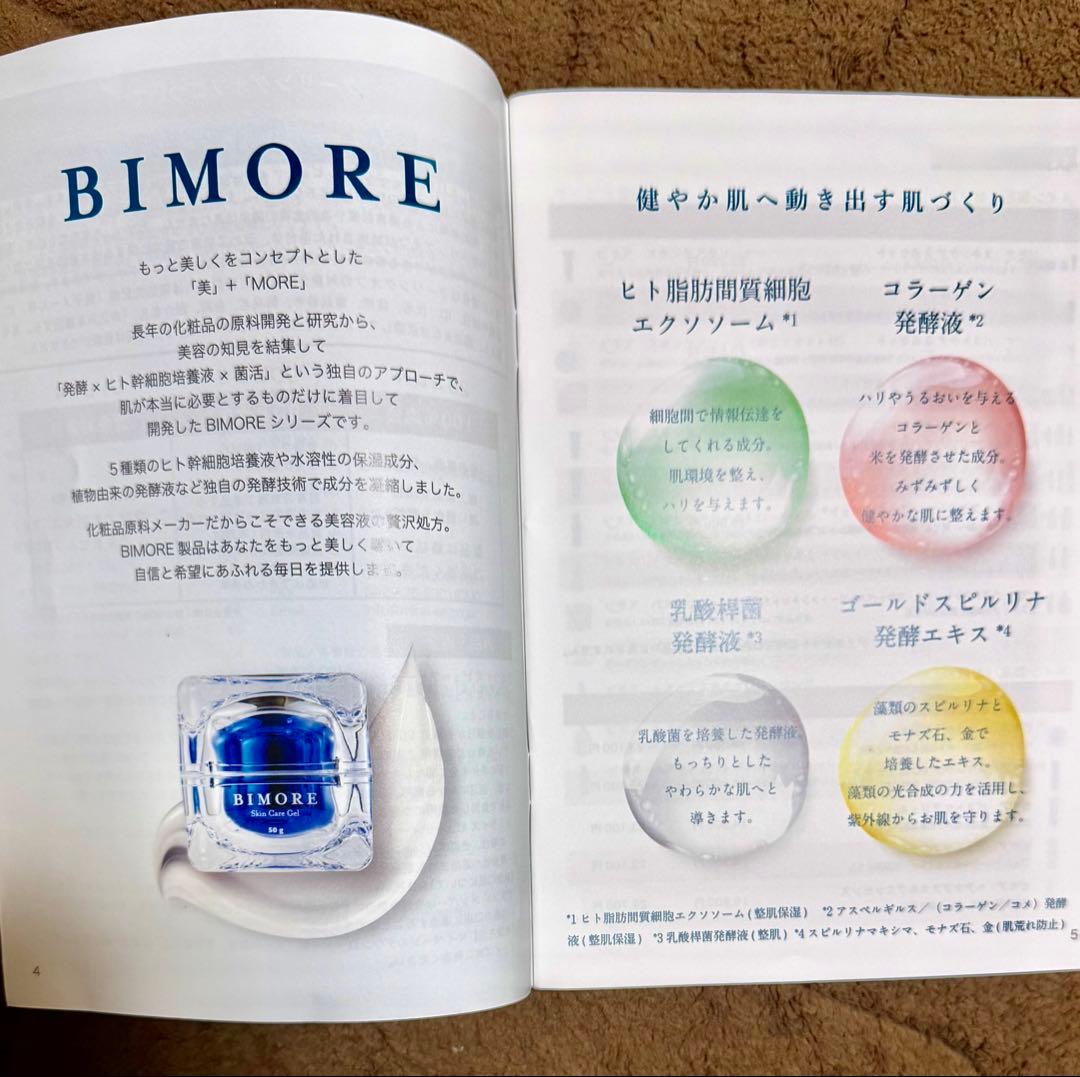 BIMORE
もっと美しくをコンセプトとした
「美」+「MORE」
長年の化粧品の原料開発と研究から、
美容の知見を結集して
「発酵 × ヒト幹細胞培養液 × 菌活」という独自のアプローチで、
肌が本当に必要とするものだけに着目して
開発した BIMORE シリーズです。
5種類のヒト幹細胞培養液や水溶性の保湿成分、
植物由来の発酵液など独自の発酵技術で成分を凝縮しました。
化粧品原料メーカーだからこそできる美容液の贅沢処方。
BIMORE 製品はあなたをもっと美しく導いて
自信と希望にあふれる毎日を提供します。
BIMORE
Skin Care Gel
50 g
4
健やか肌へ動き出す肌づくり
ヒト脂肪間質細胞
エクソソーム*1
細胞間で情報伝達を
してくれる成分。
肌環境を整え、
ハリを与えます。
コラーゲン
発酵液*2
ハリやうるおいを与える
コラーゲンと
米を発酵させた成分。
みずみずしく
健やかな肌に整えます。
乳酸桿菌
発酵液*3
乳酸菌を培養した発酵液。
もっちりとした
やわらかな肌へと
導きます。
ゴールドスピルリナ
発酵エキス*4
藻類のスピルリナと
モナズ石、金で
培養したエキス。
藻類の光合成の力を活用し、
紫外線からお肌を守ります。
*1 ヒト脂肪間質細胞エクソソーム(整肌保湿) *2 アスペルギルス/(コラーゲン/コメ)発酵
液(整肌保湿) *3 乳酸桿菌発酵液(整肌) *4 スピルリナマキシマ、モナズ石、金(肌荒れ防止)
5